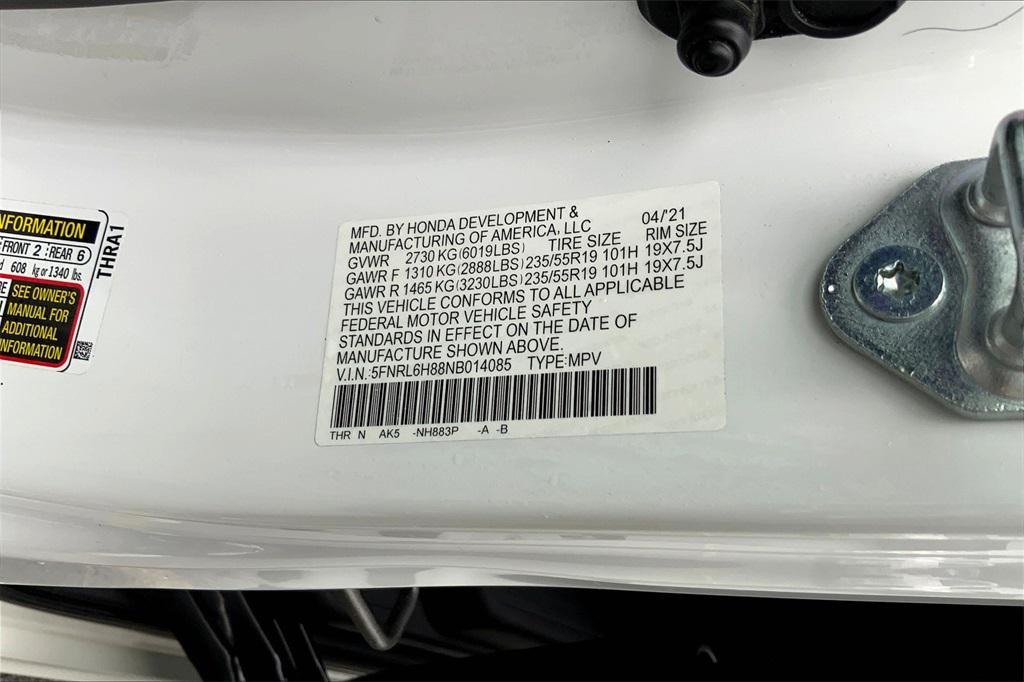 NFORMATION
FRONT 2 REAR 6
608 kg or 1340 lbs.
SEE OWNER'S
MANUAL FOR
ADDITIONAL
INFORMATION
THRA1
MFD. BY HONDA DEVELOPMENT & 04/'21
MANUFACTURING OF AMERICA, LLC
GVWR 2730 KG(6019LBS) TIRE SIZE RIM SIZE
GAWR F 1310 KG(2888LBS) 235/55R19 101H 19X7.5J
GAWR R 1465 KG(3230LBS) 235/55R19 101H 19X7.5J
THIS VEHICLE CONFORMS TO ALL APPLICABLE
FEDERAL MOTOR VEHICLE SAFETY
STANDARDS IN EFFECT ON THE DATE OF
MANUFACTURE SHOWN ABOVE.
V.I.N.:5FNRL6H88NB014085 TYPE:MPV
THR N AK5 -NH883P -A -B